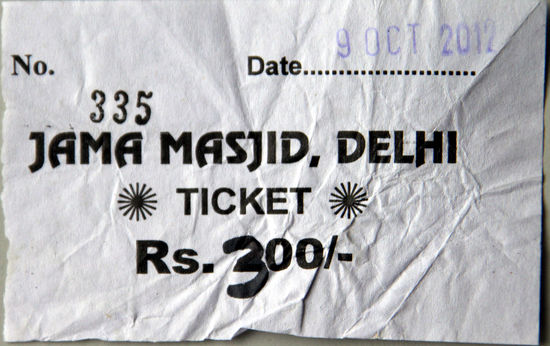 No. Date........................ 9 OCT 2012
335
JAMA MASJID, DELHI
TICKET
Rs. 300/-